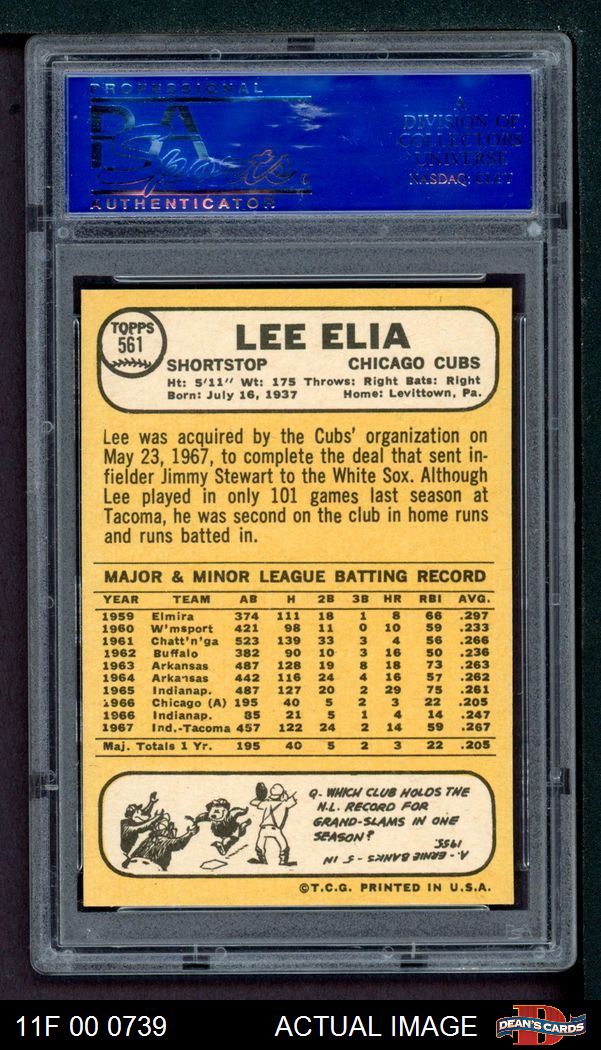 PROFESSIONAL
PSA
Sports
AUTHENTICATOR
A
DIVISION OF
COLLECTORS
UNIVERSE
NASDAQ: CLCT
TOPPS
561
LEE ELIA
SHORTSTOP CHICAGO CUBS
Ht: 5'11" Wt: 175 Throws: Right Bats: Right
Born: July 16, 1937 Home: Levittown, Pa.
Lee was acquired by the Cubs' organization on
May 23, 1967, to complete the deal that sent in-
fielder Jimmy Stewart to the White Sox. Although
Lee played in only 101 games last season at
Tacoma, he was second on the club in home runs
and runs batted in.
MAJOR & MINOR LEAGUE BATTING RECORD
YEAR TEAM AB H 2B 3B HR RBI AVG.
1959 Elmira 374 111 18 1 8 66 .297
1960 W'msport 421 98 11 0 10 59 .233
1961 Chatt'n'ga 523 139 33 3 4 56 .266
1962 Buffalo 382 90 10 3 16 50 .236
1963 Arkansas 487 128 19 8 18 73 .263
1964 Arkansas 442 116 24 4 16 57 .262
1965 Indianap. 487 127 20 2 29 75 .261
1966 Chicago (A) 195 40 5 2 3 22 .205
1966 Indianap. 85 21 5 1 4 14 .247
1967 Ind.-Tacoma 457 122 24 2 14 59 .267
Maj. Totals 1 Yr. 195 40 5 2 3 22 .205
Q. WHICH CLUB HOLDS THE
N.L. RECORD FOR
GRAND-SLAMS IN ONE
SEASON?
A. ERNIE BANKS - 5 IN
1955.
©T.C.G. PRINTED IN U.S.A.
11F 00 0739 ACTUAL IMAGE
D
DEAN'S CARDS